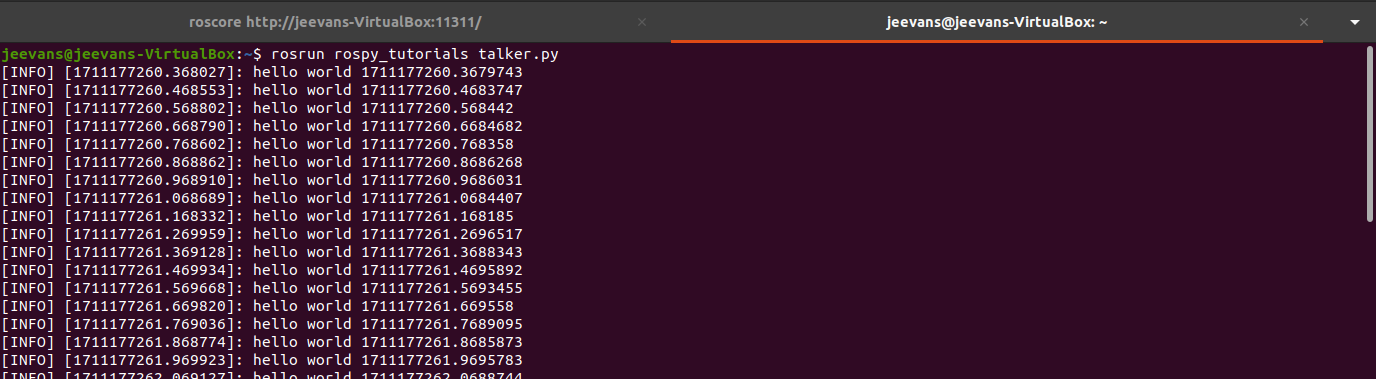 roscore http://jeevans-VirtualBox:11311/
jeevans@jeevans-VirtualBox: ~
jeevans@jeevans-VirtualBox:~$ rosrun rospy_tutorials talker.py
[INFO] [1711177260.368027]: hello world 1711177260.3679743
[INFO] [1711177260.468553]: hello world 1711177260.4683747
[INFO] [1711177260.568802]: hello world 1711177260.568442
[INFO] [1711177260.668790]: hello world 1711177260.6684682
[INFO] [1711177260.768602]: hello world 1711177260.768358
[INFO] [1711177260.868862]: hello world 1711177260.8686268
[INFO] [1711177260.968910]: hello world 1711177260.9686031
[INFO] [1711177261.068689]: hello world 1711177261.0684407
[INFO] [1711177261.168332]: hello world 1711177261.168185
[INFO] [1711177261.269959]: hello world 1711177261.2696517
[INFO] [1711177261.369128]: hello world 1711177261.3688343
[INFO] [1711177261.469934]: hello world 1711177261.4695892
[INFO] [1711177261.569668]: hello world 1711177261.5693455
[INFO] [1711177261.669820]: hello world 1711177261.669558
[INFO] [1711177261.769036]: hello world 1711177261.7689095
[INFO] [1711177261.868774]: hello world 1711177261.8685873
[INFO] [1711177261.969923]: hello world 1711177261.9695783
[INFO] [1711177262.069127]: hello world 1711177262.0688744